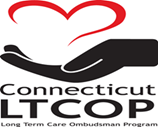 Connecticut
LTCOP
Long Term Care Ombudsman Program